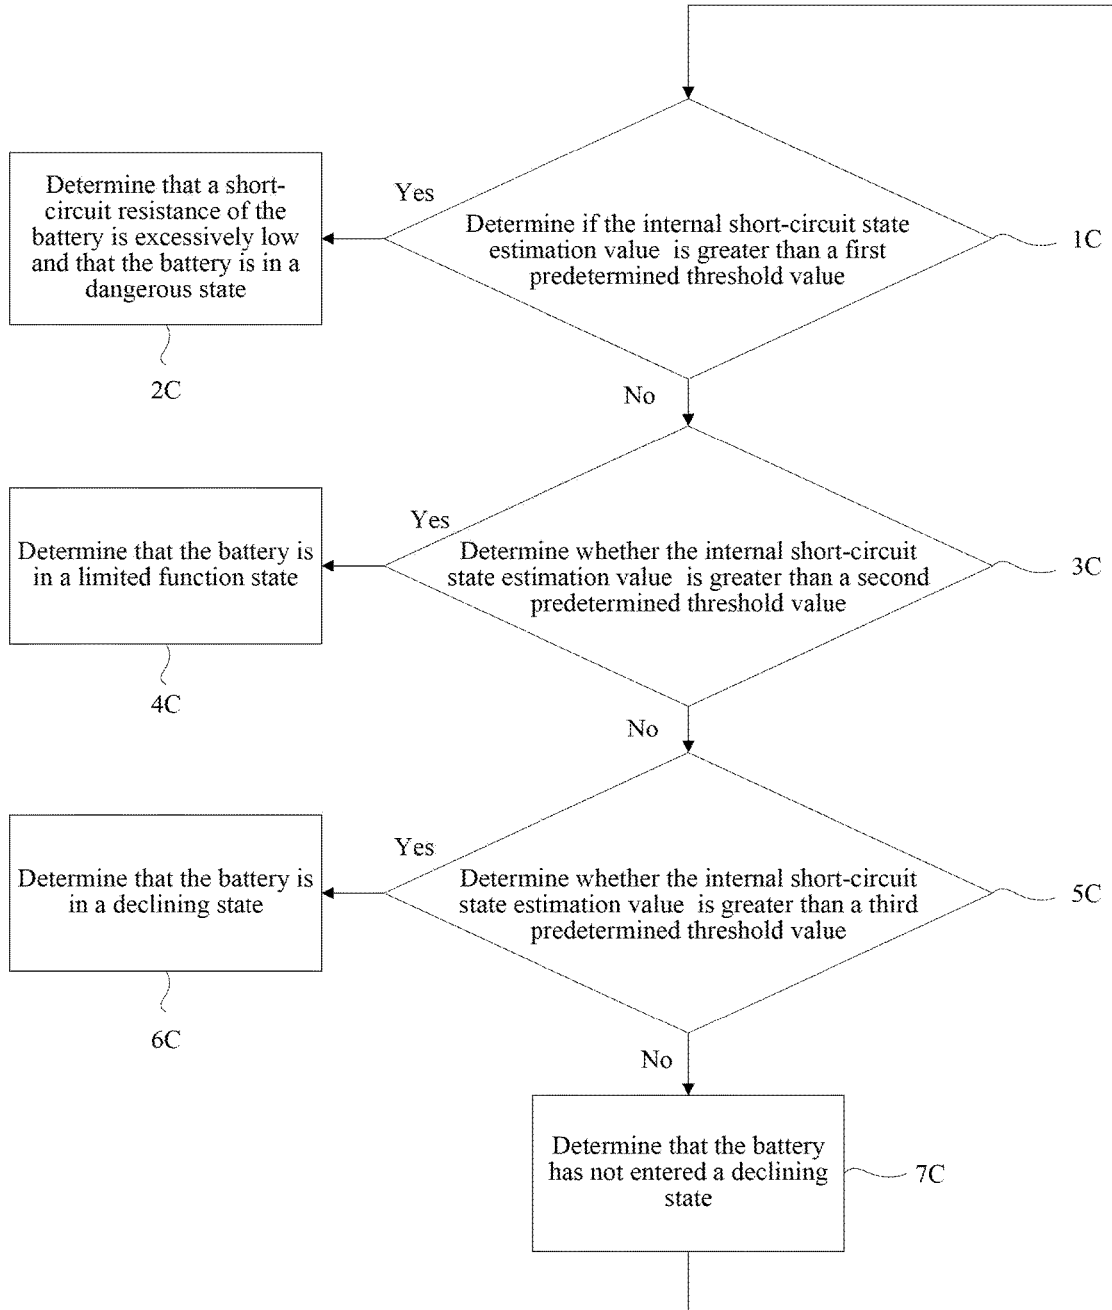 Yes
Determine that a short-
circuit resistance of the
battery is excessively low
and that the battery is in a
dangerous state
Determine if the internal short-circuit state
estimation value  is greater than a first
predetermined threshold value
1C
2C
No
Yes
Determine that the battery is
in a limited function state
Determine whether the internal short-circuit
state estimation value  is greater than a second
predetermined threshold value
3C
4C
No
Yes
Determine that the battery is
in a declining state
Determine whether the internal short-circuit
state estimation value  is greater than a third
predetermined threshold value
5C
6C
No
Determine that the battery
has not entered a declining
state
7C